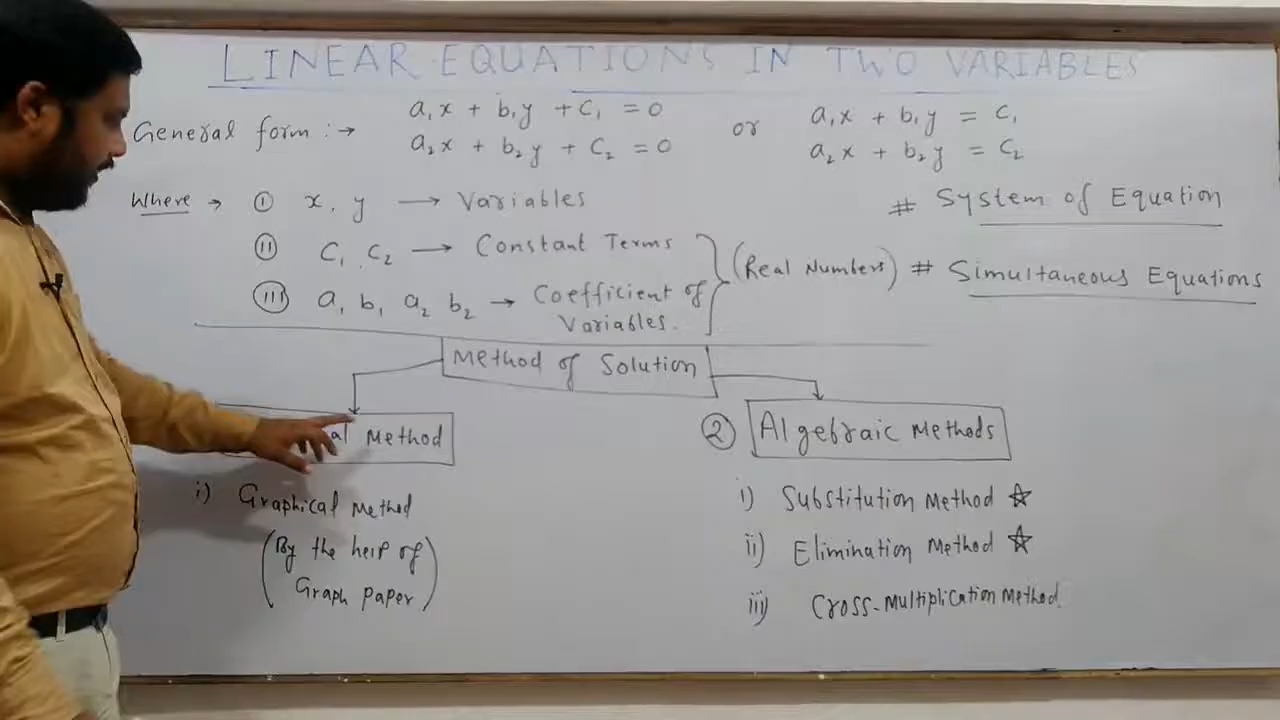 LINEAR EQUATIONS IN TWO VARIABLES
General form :→ a₁x + b₁y + C₁ = 0 or a₁x + b₁y = C₁
a₂x + b₂y + C₂ = 0 a₂x + b₂y = C₂
Where → ① x, y → Variables # System of Equation
ⓘⓘ C₁ C₂ → Constant Terms (Real Numbers) # Simultaneous Equations
ⓘⓘⓘ a, b₁ a₂ b₂ → Coefficient of
Variables.
Method of Solution
al Method ② Algebraic Methods
i) Graphical Method i) Substitution Method ☆
(By the help of ii) Elimination Method ☆
Graph paper) iii) Cross-Multiplication Method